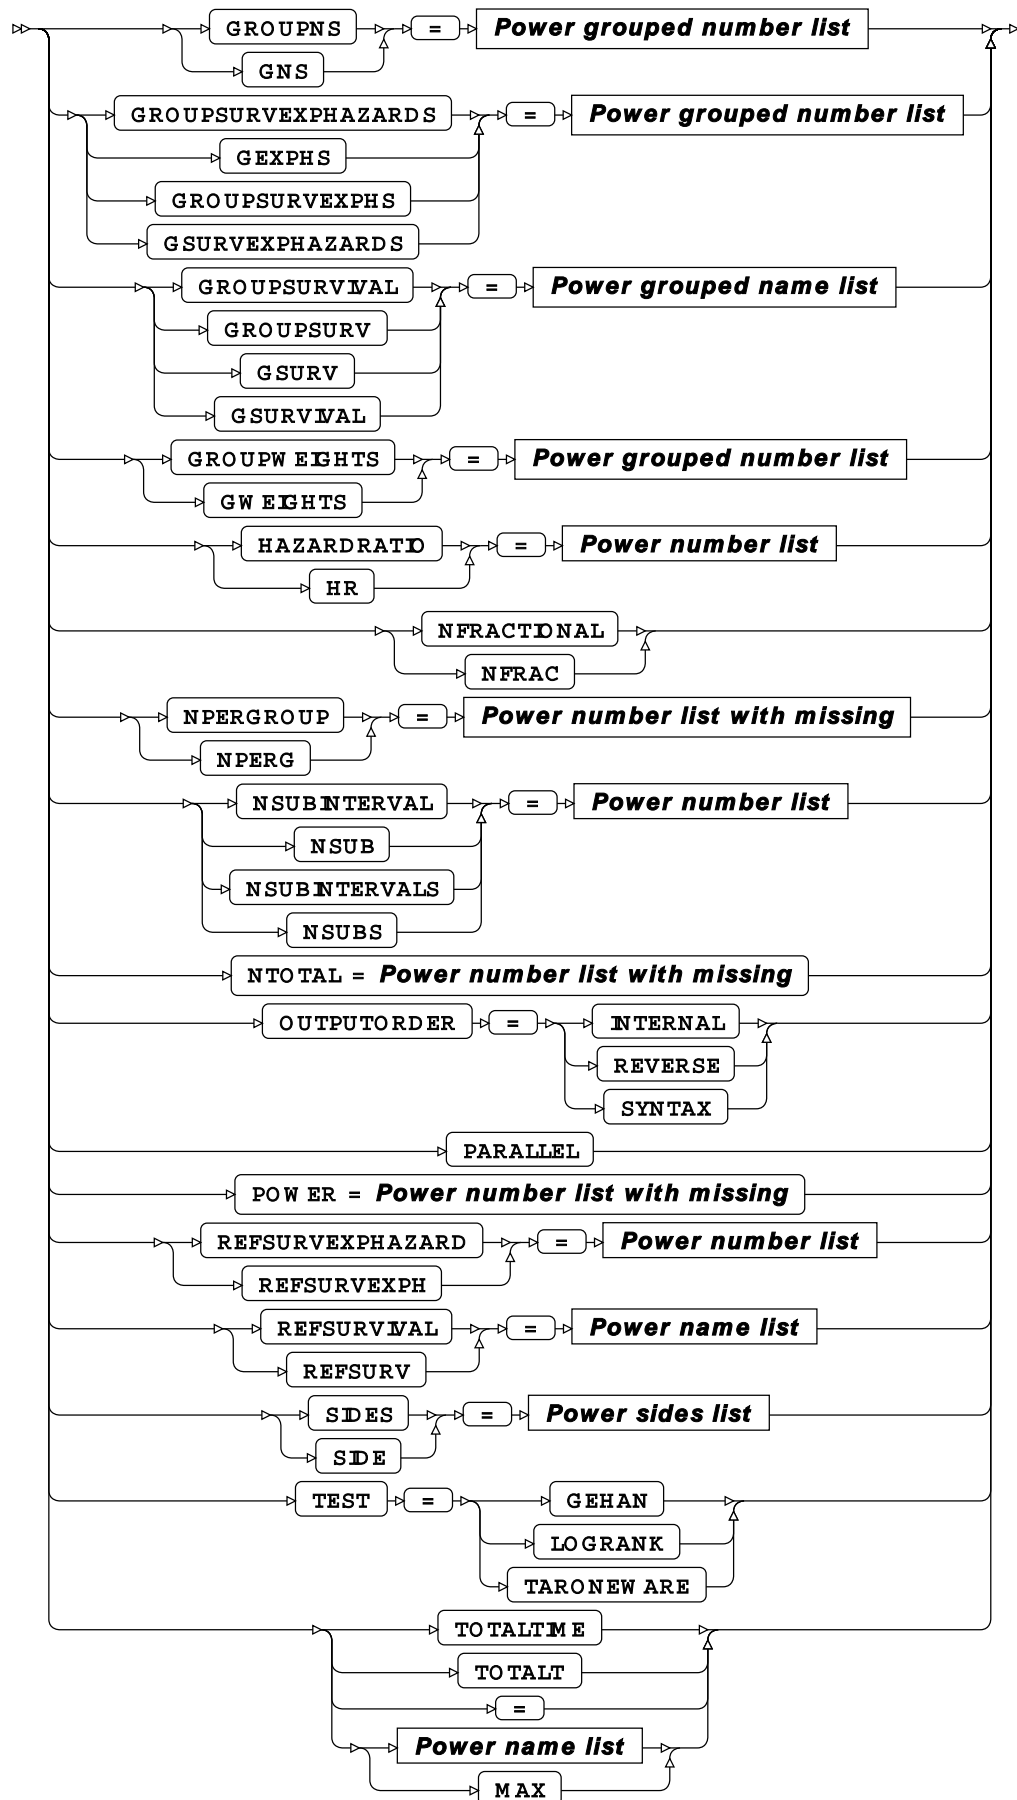 GROUPNS = Power grouped number list
GNS
GROUPSURVEXPHAZARDS = Power grouped number list
GEXPHS
GROUPSURVEXPHS
GSURVEXPHAZARDS
GROUPSURVIVAL = Power grouped name list
GROUPSURV
GSURV
GSURVIVAL
GROUPWEIGHTS = Power grouped number list
GWEIGHTS
HAZARDRATIO = Power number list
HR
NFRACTIONAL
NFRAC
NPERGROUP = Power number list with missing
NPERG
NSUBINTERVAL = Power number list
NSUB
NSUBINTERVALS
NSUBS
NTOTAL = Power number list with missing
OUTPUTORDER = INTERNAL
REVERSE
SYNTAX
PARALLEL
POWER = Power number list with missing
REFSURVEXPHAZARD = Power number list
REFSURVEXPH
REFSURVIVAL = Power name list
REFSURV
SIDES = Power sides list
SIDE
TEST = GEHAN
LOGRANK
TARONEWARE
TOTALTIME
TOTALT
=
Power name list
MAX